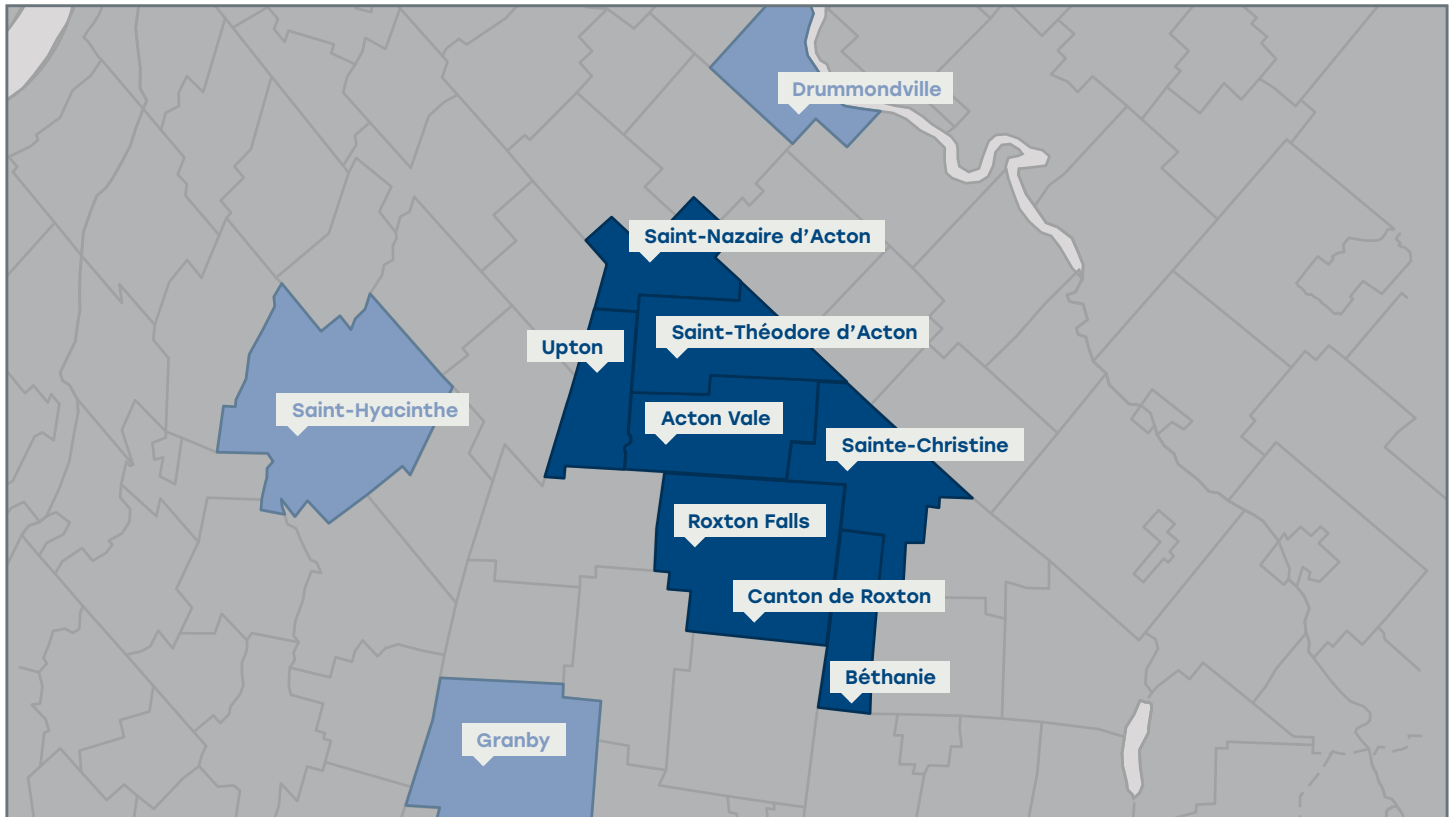 Drummondville
Saint-Nazaire d’Acton
Saint-Théodore d’Acton
Upton
Saint-Hyacinthe
Acton Vale
Sainte-Christine
Roxton Falls
Canton de Roxton
Béthanie
Granby